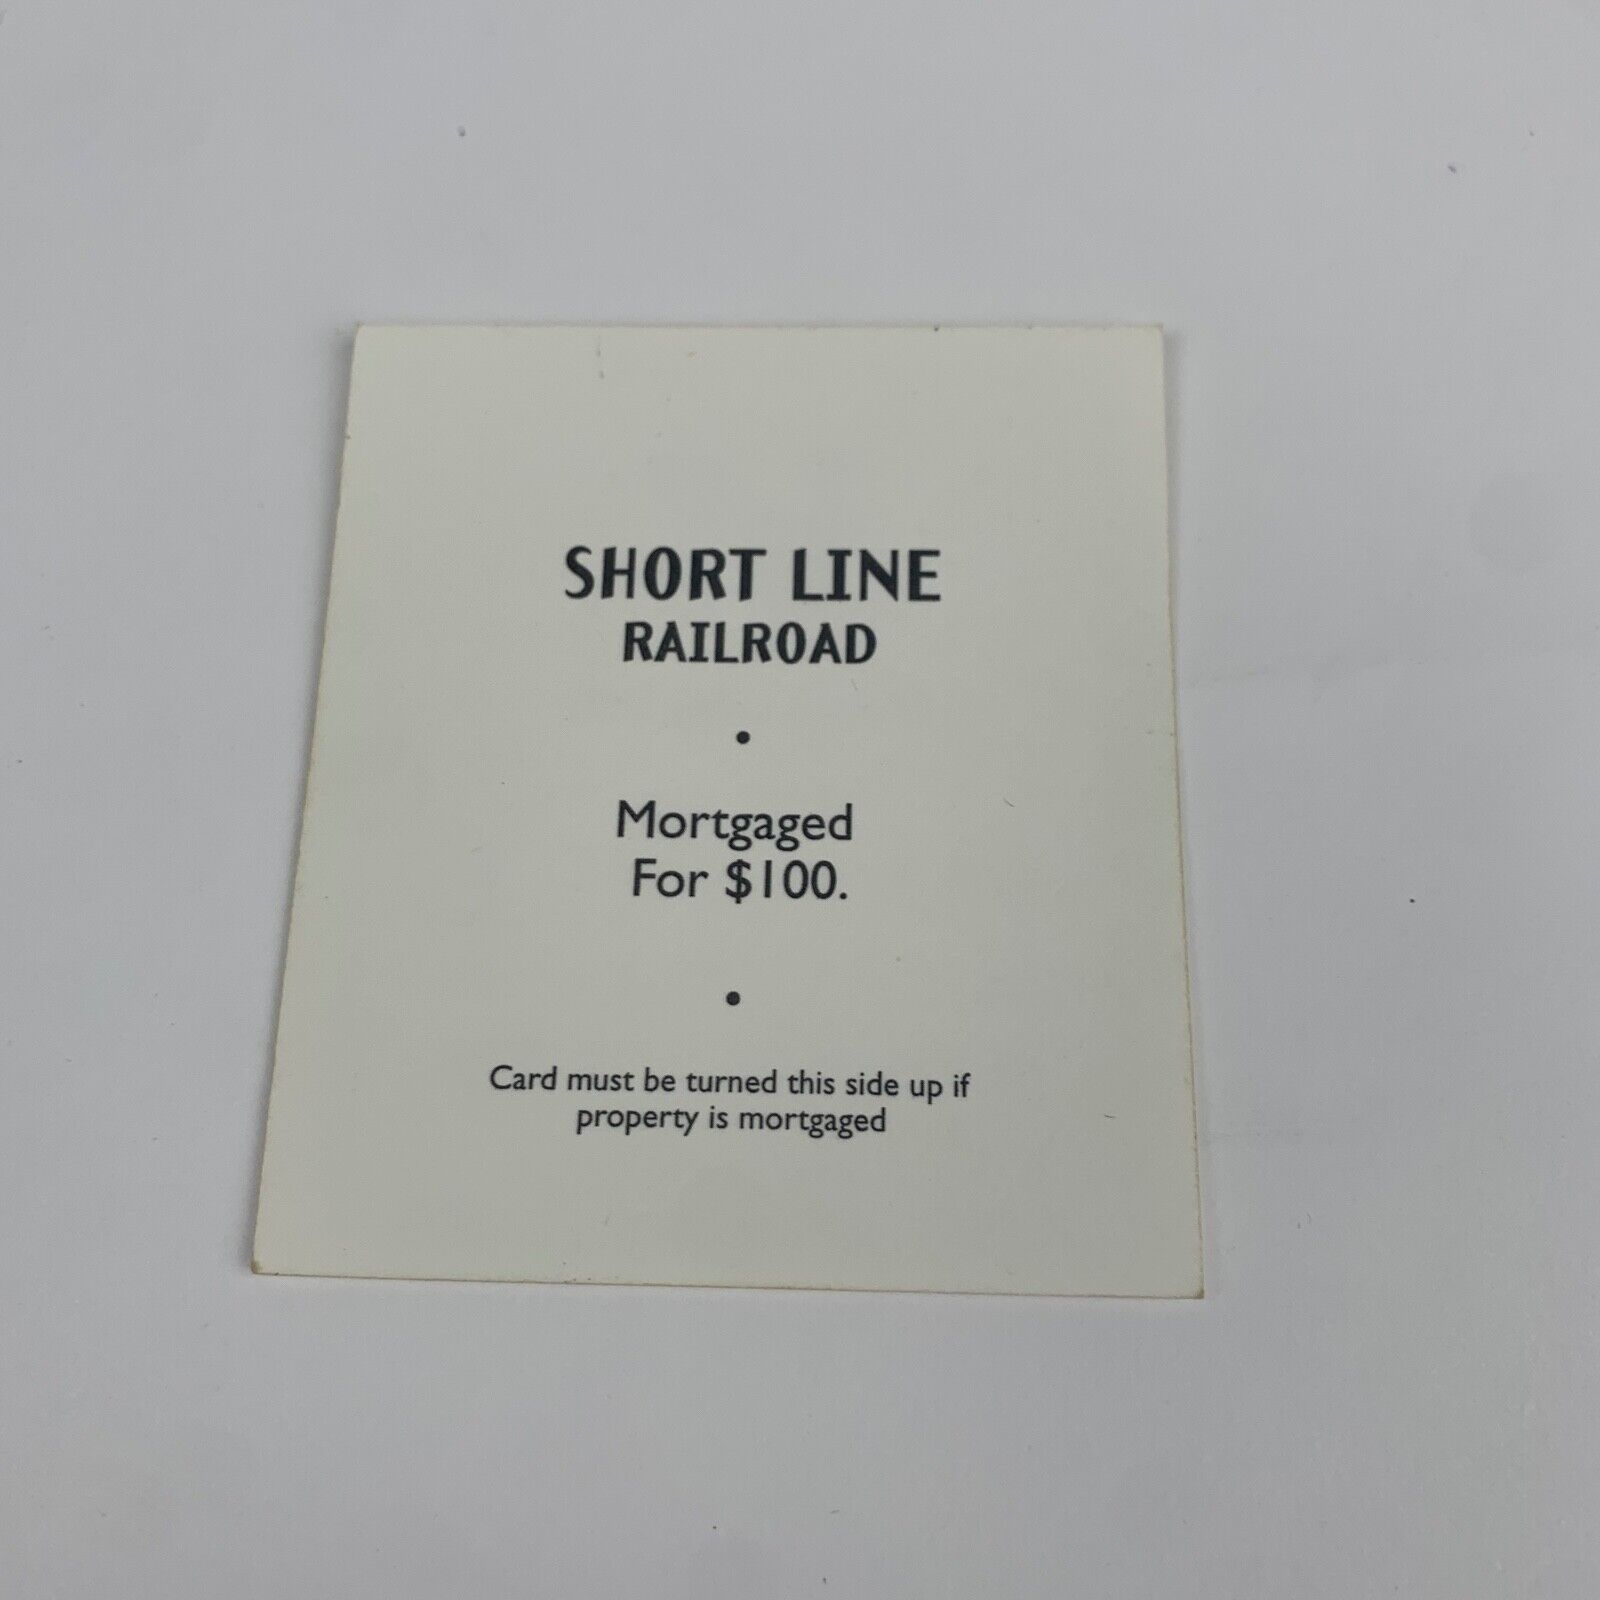 SHORT LINE
RAILROAD
•
Mortgaged
For $100.
•
Card must be turned this side up if
property is mortgaged